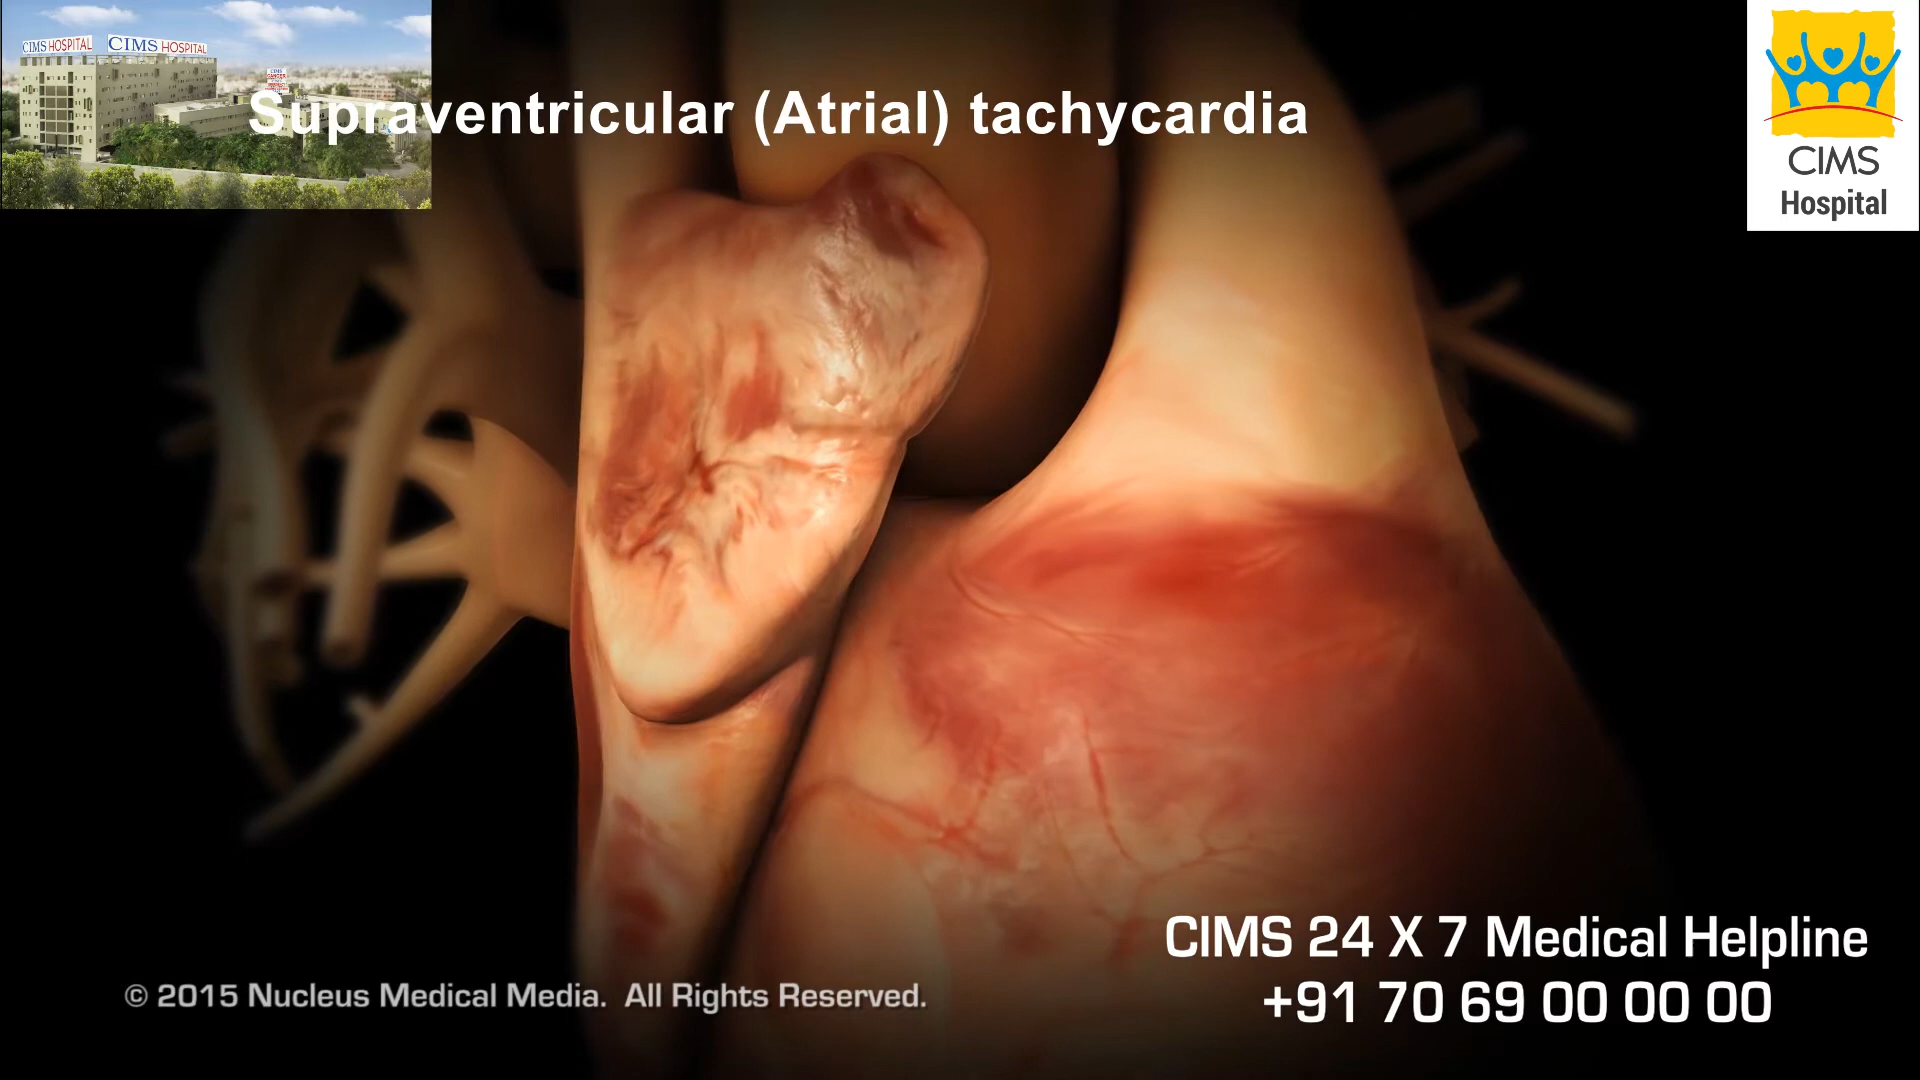 CIMS HOSPITAL CIMS HOSPITAL
Supraventricular (Atrial) tachycardia
CIMS
Hospital
CIMS 24 X 7 Medical Helpline
+91 70 69 00 00 00
© 2015 Nucleus Medical Media. All Rights Reserved.